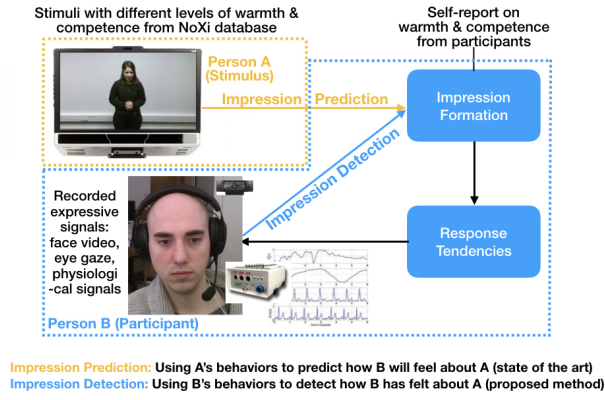 Stimuli with different levels of warmth &
competence from NoXi database
Self-report on
warmth & competence
from participants
Person A
(Stimulus)
Impression Prediction
Impression
Formation
Impression Detection
Recorded
expressive
signals:
face video,
eye gaze,
physiologi
-cal signals
Response
Tendencies
Person B (Participant)
Impression Prediction: Using A's behaviors to predict how B will feel about A (state of the art)
Impression Detection: Using B's behaviors to detect how B has felt about A (proposed method)